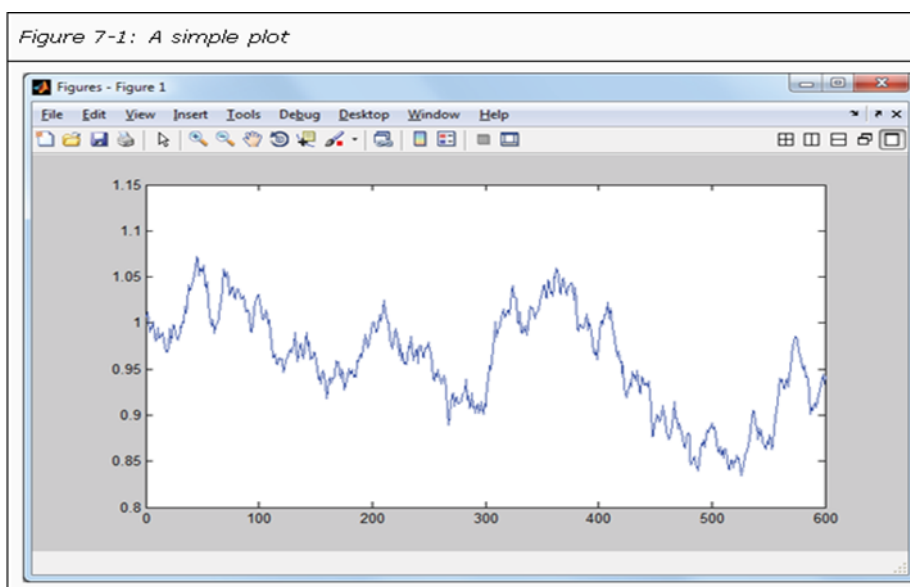 Figure 7-1: A simple plot
Figures - Figure 1
File Edit View Insert Tools Debug Desktop Window Help
1.15
1.1
1.05
1
0.95
0.9
0.85
0.8
0 100 200 300 400 500 600